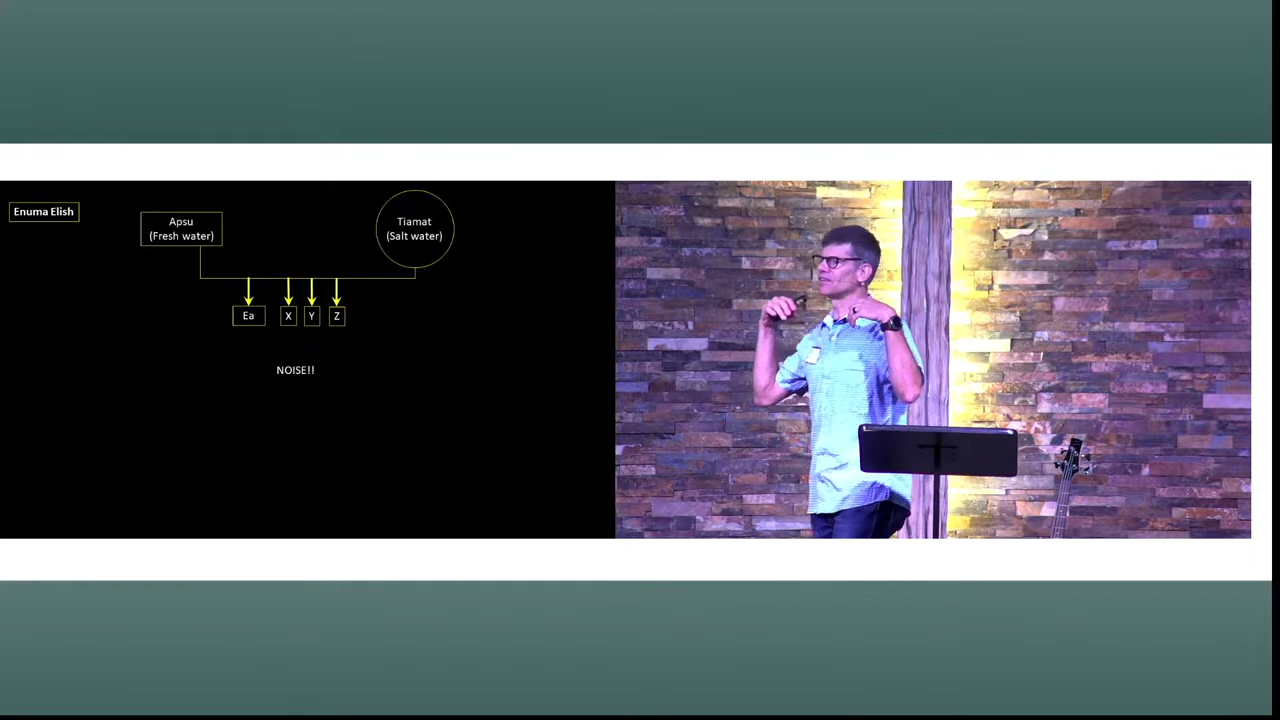 Enuma Elish
Apsu
(Fresh water)
Tiamat
(Salt water)
Ea
X
Y
Z
NOISE!!